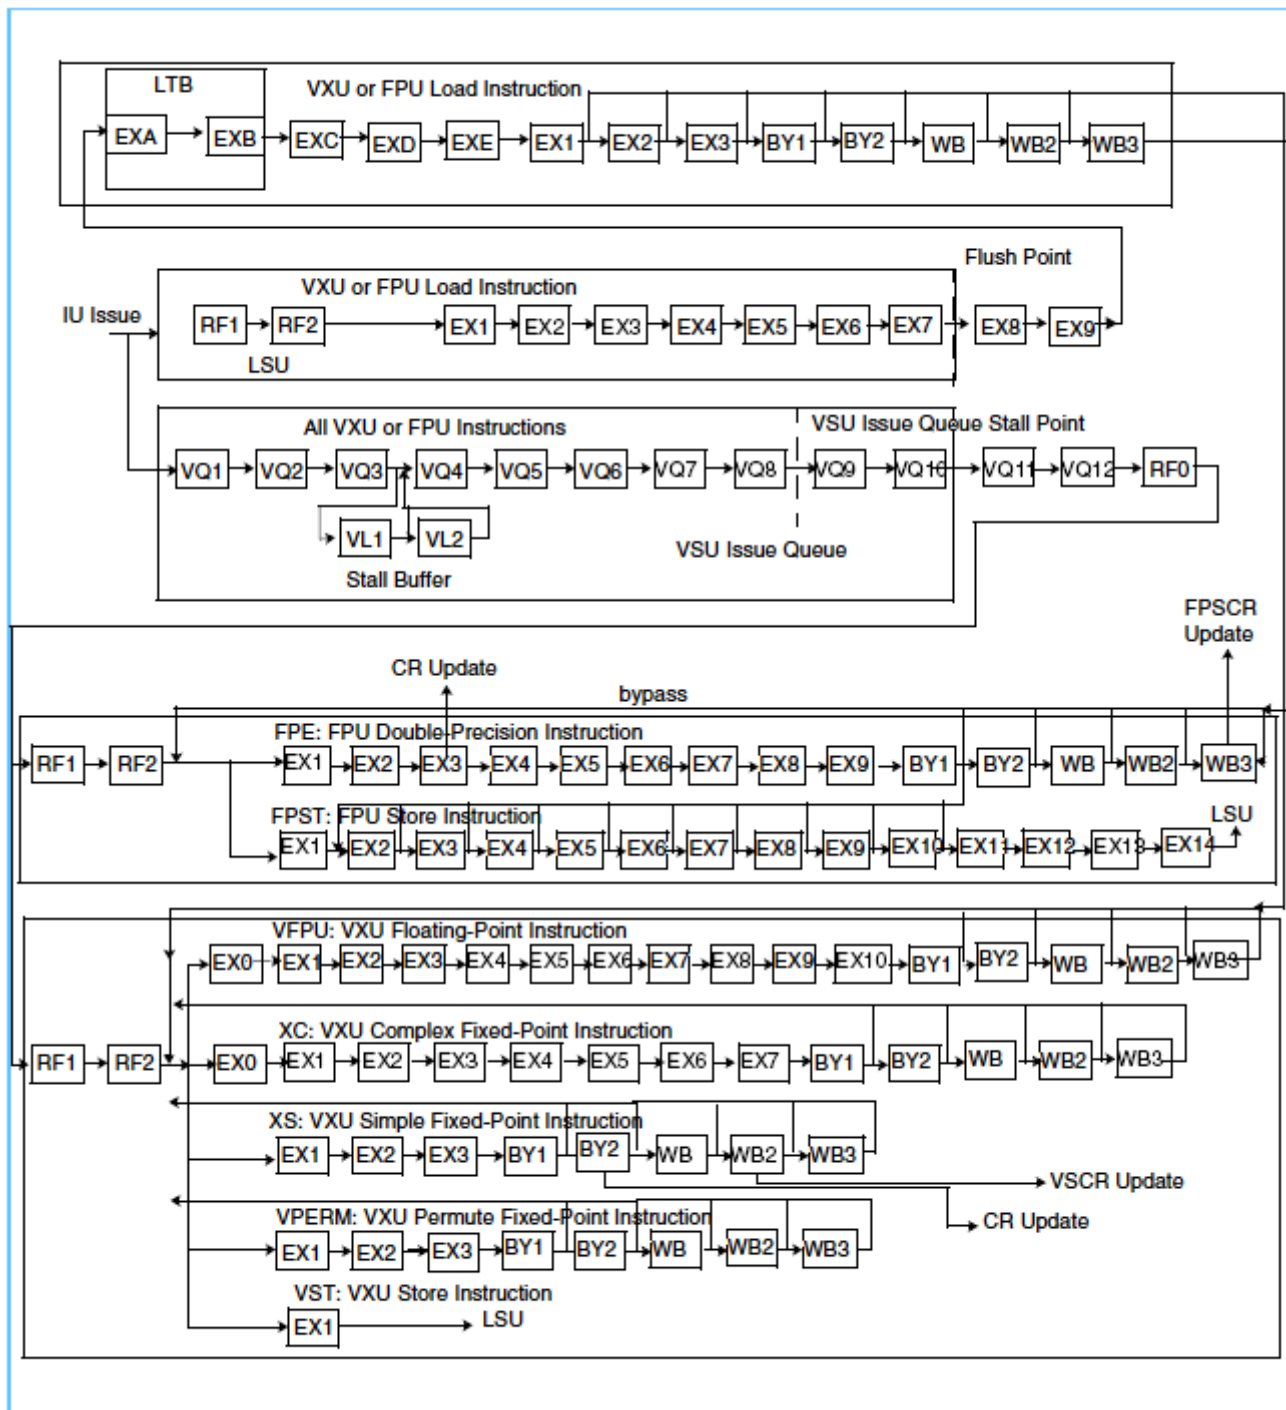 LTB
VXU or FPU Load Instruction
EXA EXB EXC EXD EXE EX1 EX2 EX3 BY1 BY2 WB WB2 WB3
Flush Point
VXU or FPU Load Instruction
IU Issue
RF1 RF2 EX1 EX2 EX3 EX4 EX5 EX6 EX7 EX8 EX9
LSU
VSU Issue Queue Stall Point
All VXU or FPU Instructions
VQ1 VQ2 VQ3 VQ4 VQ5 VQ6 VQ7 VQ8 VQ9 VQ10 VQ11 VQ12 RF0
VL1 VL2
VSU Issue Queue
Stall Buffer
FPSCR
Update
CR Update
bypass
FPE: FPU Double-Precision Instruction
RF1 RF2 EX1 EX2 EX3 EX4 EX5 EX6 EX7 EX8 EX9 BY1 BY2 WB WB2 WB3
FPST: FPU Store Instruction
LSU
EX1 EX2 EX3 EX4 EX5 EX6 EX7 EX8 EX9 EX10 EX11 EX12 EX13 EX14
VFPU: VXU Floating-Point Instruction
EX0 EX1 EX2 EX3 EX4 EX5 EX6 EX7 EX8 EX9 EX10 BY1 BY2 WB WB2 WB3
XC: VXU Complex Fixed-Point Instruction
RF1 RF2 EX0 EX1 EX2 EX3 EX4 EX5 EX6 EX7 BY1 BY2 WB WB2 WB3
XS: VXU Simple Fixed-Point Instruction
EX1 EX2 EX3 BY1 BY2 WB WB2 WB3
VSCR Update
VPERM: VXU Permute Fixed-Point Instruction
CR Update
EX1 EX2 EX3 BY1 BY2 WB WB2 WB3
VST: VXU Store Instruction
EX1
LSU